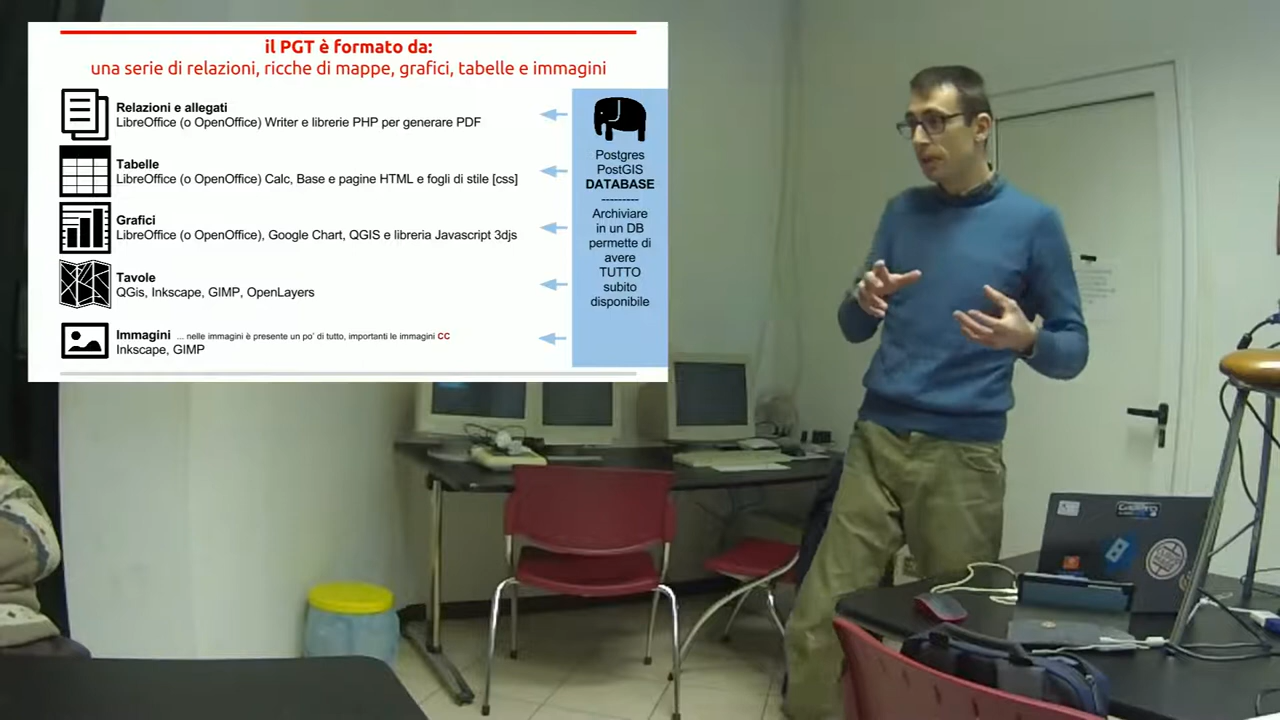 il PGT è formato da:
una serie di relazioni, ricche di mappe, grafici, tabelle e immagini
Relazioni e allegati
LibreOffice (o OpenOffice) Writer e librerie PHP per generare PDF
Tabelle
LibreOffice (o OpenOffice) Calc, Base e pagine HTML e fogli di stile [css]
Grafici
LibreOffice (o OpenOffice), Google Chart, QGIS e libreria Javascript 3djs
Tavole
QGis, Inkscape, GIMP, OpenLayers
Immagini ... nelle immagini è presente un po' di tutto, importanti le immagini CC
Inkscape, GIMP
Postgres
PostGIS
DATABASE
---------
Archiviare
in un DB
permette di
avere
TUTTO
subito
disponibile